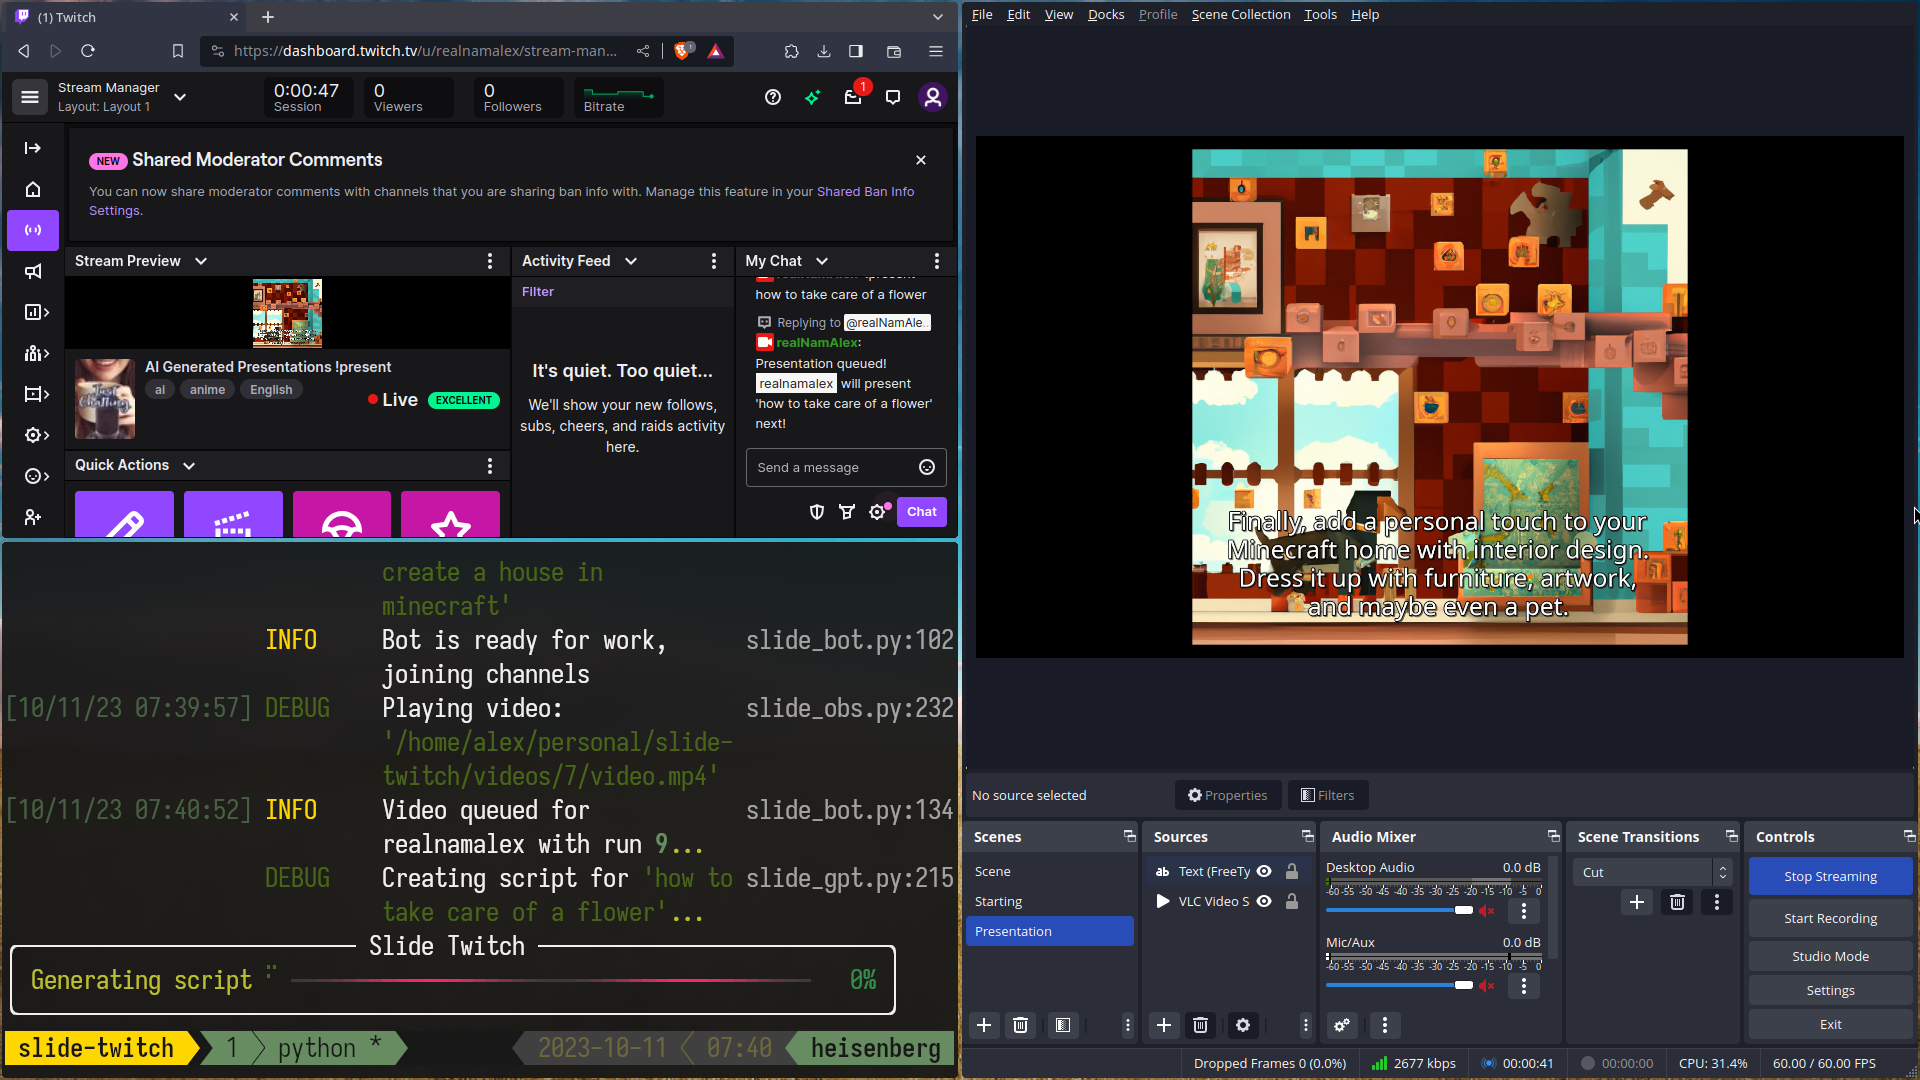 (1) Twitch
https://dashboard.twitch.tv/u/realnamalex/stream-man...
1
Stream Manager
Layout: Layout 1
0:00:47
Session
0
Viewers
0
Followers
Bitrate
1
NEW Shared Moderator Comments
You can now share moderator comments with channels that you are sharing ban info with. Manage this feature in your Shared Ban Info
Settings.
Stream Preview
AI Generated Presentations !present
ai anime English
Live EXCELLENT
Quick Actions
Activity Feed
Filter
It's quiet. Too quiet...
We'll show your new follows,
subs, cheers, and raids activity
here.
My Chat
how to take care of a flower
Replying to @realNamAle
realNamAlex:
Presentation queued!
realnamalex will present
'how to take care of a flower'
next!
Send a message
Chat
create a house in
minecraft'
INFO Bot is ready for work, slide_bot.py:102
joining channels
[10/11/23 07:39:57] DEBUG Playing video: slide_obs.py:232
'/home/alex/personal/slide-
twitch/videos/7/video.mp4'
[10/11/23 07:40:52] INFO Video queued for slide_bot.py:134
realnamalex with run 9...
DEBUG Creating script for 'how to slide_gpt.py:215
take care of a flower'...
Slide Twitch
Generating script 0%
slide-twitch 1 python * 2023-10-11 07:40 heisenberg
File Edit View Docks Profile Scene Collection Tools Help
Finally, add a personal touch to your
Minecraft home with interior design.
Dress it up with furniture, artwork,
and maybe even a pet.
No source selected
Properties
Filters
Scenes
Scene
Starting
Presentation
Sources
ab Text (FreeTy
VLC Video S
Audio Mixer
Desktop Audio 0.0 dB
-60 -55 -50 -45 -40 -35 -30 -25 -20 -15 -10 -5 0
Mic/Aux 0.0 dB
-60 -55 -50 -45 -40 -35 -30 -25 -20 -15 -10 -5 0
Scene Transitions
Cut
Controls
Stop Streaming
Start Recording
Studio Mode
Settings
Exit
Dropped Frames 0 (0.0%) 2677 kbps 00:00:41 00:00:00 CPU: 31.4% 60.00 / 60.00 FPS